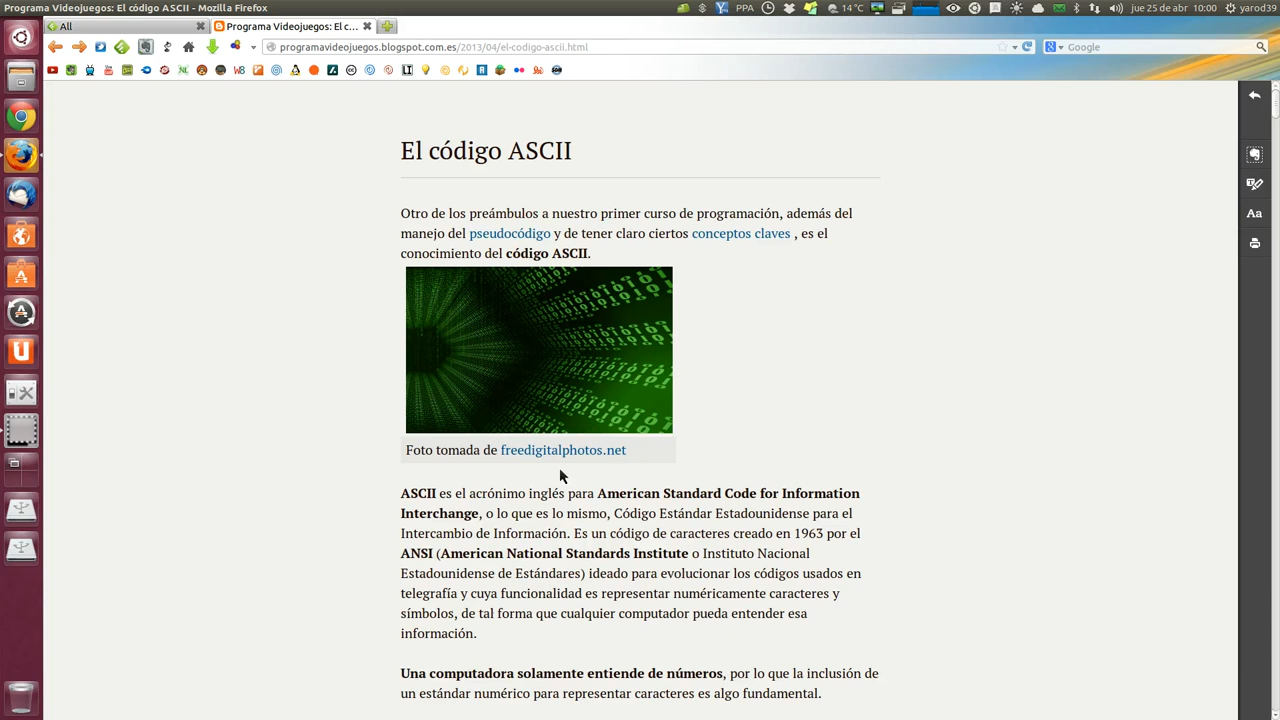 Programa Videojuegos: El código ASCII - Mozilla Firefox
PPA
14 °C
jue 25 de abr
10:00
yarod39
All
Programa Videojuegos: El c...
programavideojuegos.blogspot.com.es/2013/04/el-codigo-ascii.html
Google
El código ASCII
Otro de los preámbulos a nuestro primer curso de programación, además del
manejo del pseudocódigo y de tener claro ciertos conceptos claves , es el
conocimiento del código ASCII.
Foto tomada de freedigitalphotos.net
ASCII es el acrónimo inglés para American Standard Code for Information
Interchange, o lo que es lo mismo, Código Estándar Estadounidense para el
Intercambio de Información. Es un código de caracteres creado en 1963 por el
ANSI (American National Standards Institute o Instituto Nacional
Estadounidense de Estándares) ideado para evolucionar los códigos usados en
telegrafía y cuya funcionalidad es representar numéricamente caracteres y
símbolos, de tal forma que cualquier computador pueda entender esa
información.
Una computadora solamente entiende de números, por lo que la inclusión de
un estándar numérico para representar caracteres es algo fundamental.
Aa